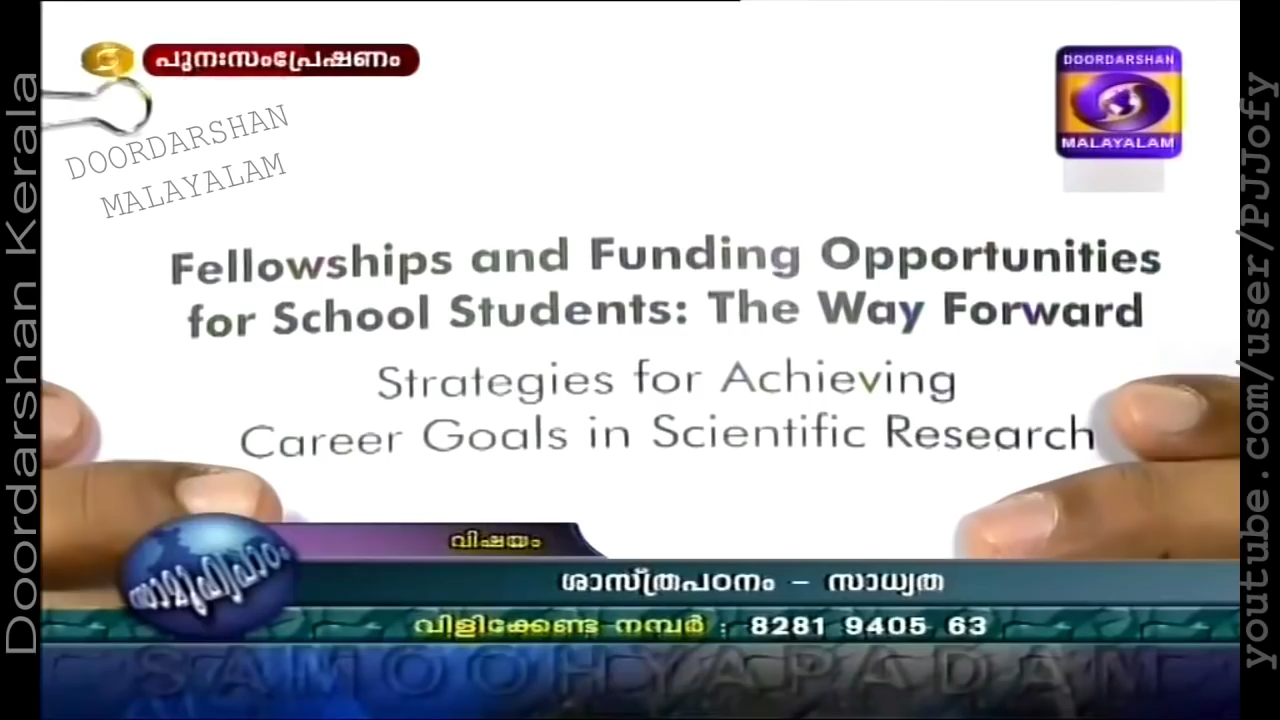 Doordarshan Kerala
പുനഃസംപ്രേഷണം
DOORDARSHAN
MALAYALAM
DOORDARSHAN
MALAYALAM
Fellowships and Funding Opportunities
for School Students: The Way Forward
Strategies for Achieving
Career Goals in Scientific Research
വിഷയം
സാമൂഹ്യപാഠം
ശാസ്ത്രപഠനം – സാധ്യത
വിളിക്കേണ്ട നമ്പർ : 8281 9405 63
SAMOOHYAPADAM
youtube.com/user/PJJofy